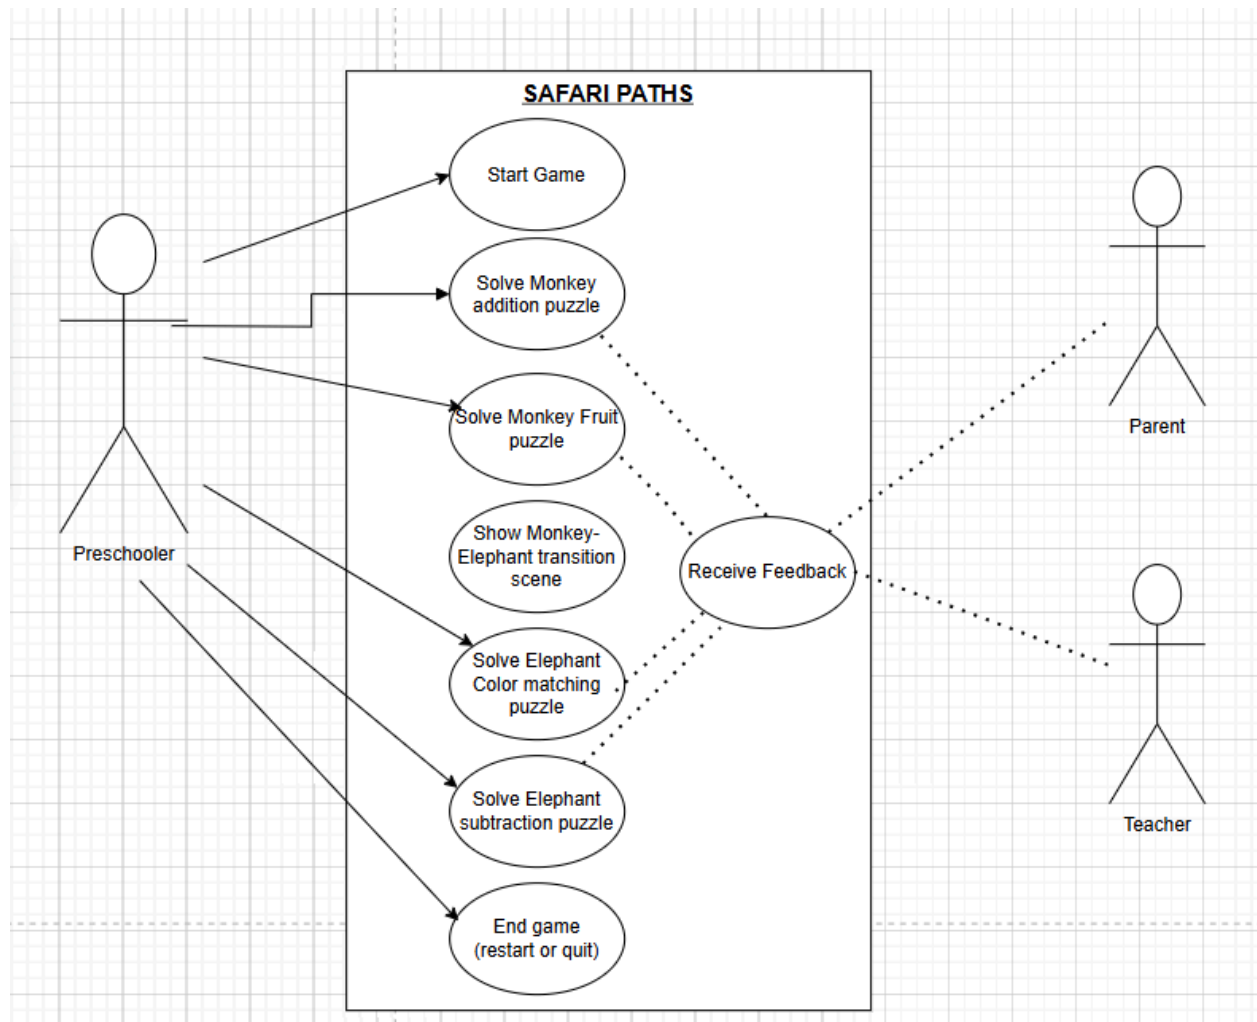 SAFARI PATHS
Start Game
Solve Monkey
addition puzzle
Solve Monkey Fruit
puzzle
Show Monkey-
Elephant transition
scene
Solve Elephant
Color matching
puzzle
Solve Elephant
subtraction puzzle
End game
(restart or quit)
Receive Feedback
Preschooler
Parent
Teacher